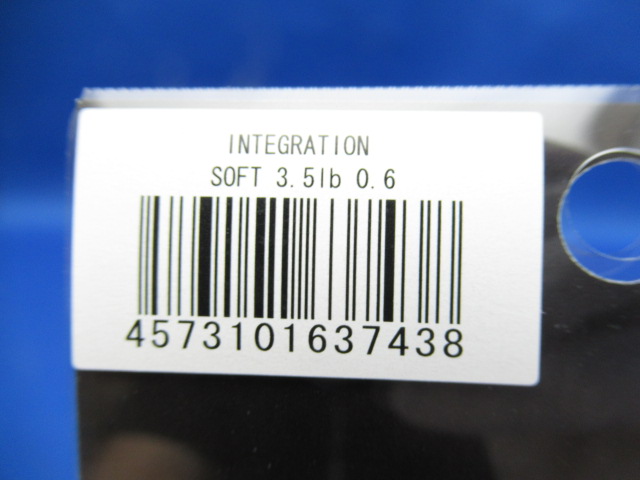 INTEGRATION
SOFT 3.5lb 0.6
4573101637438